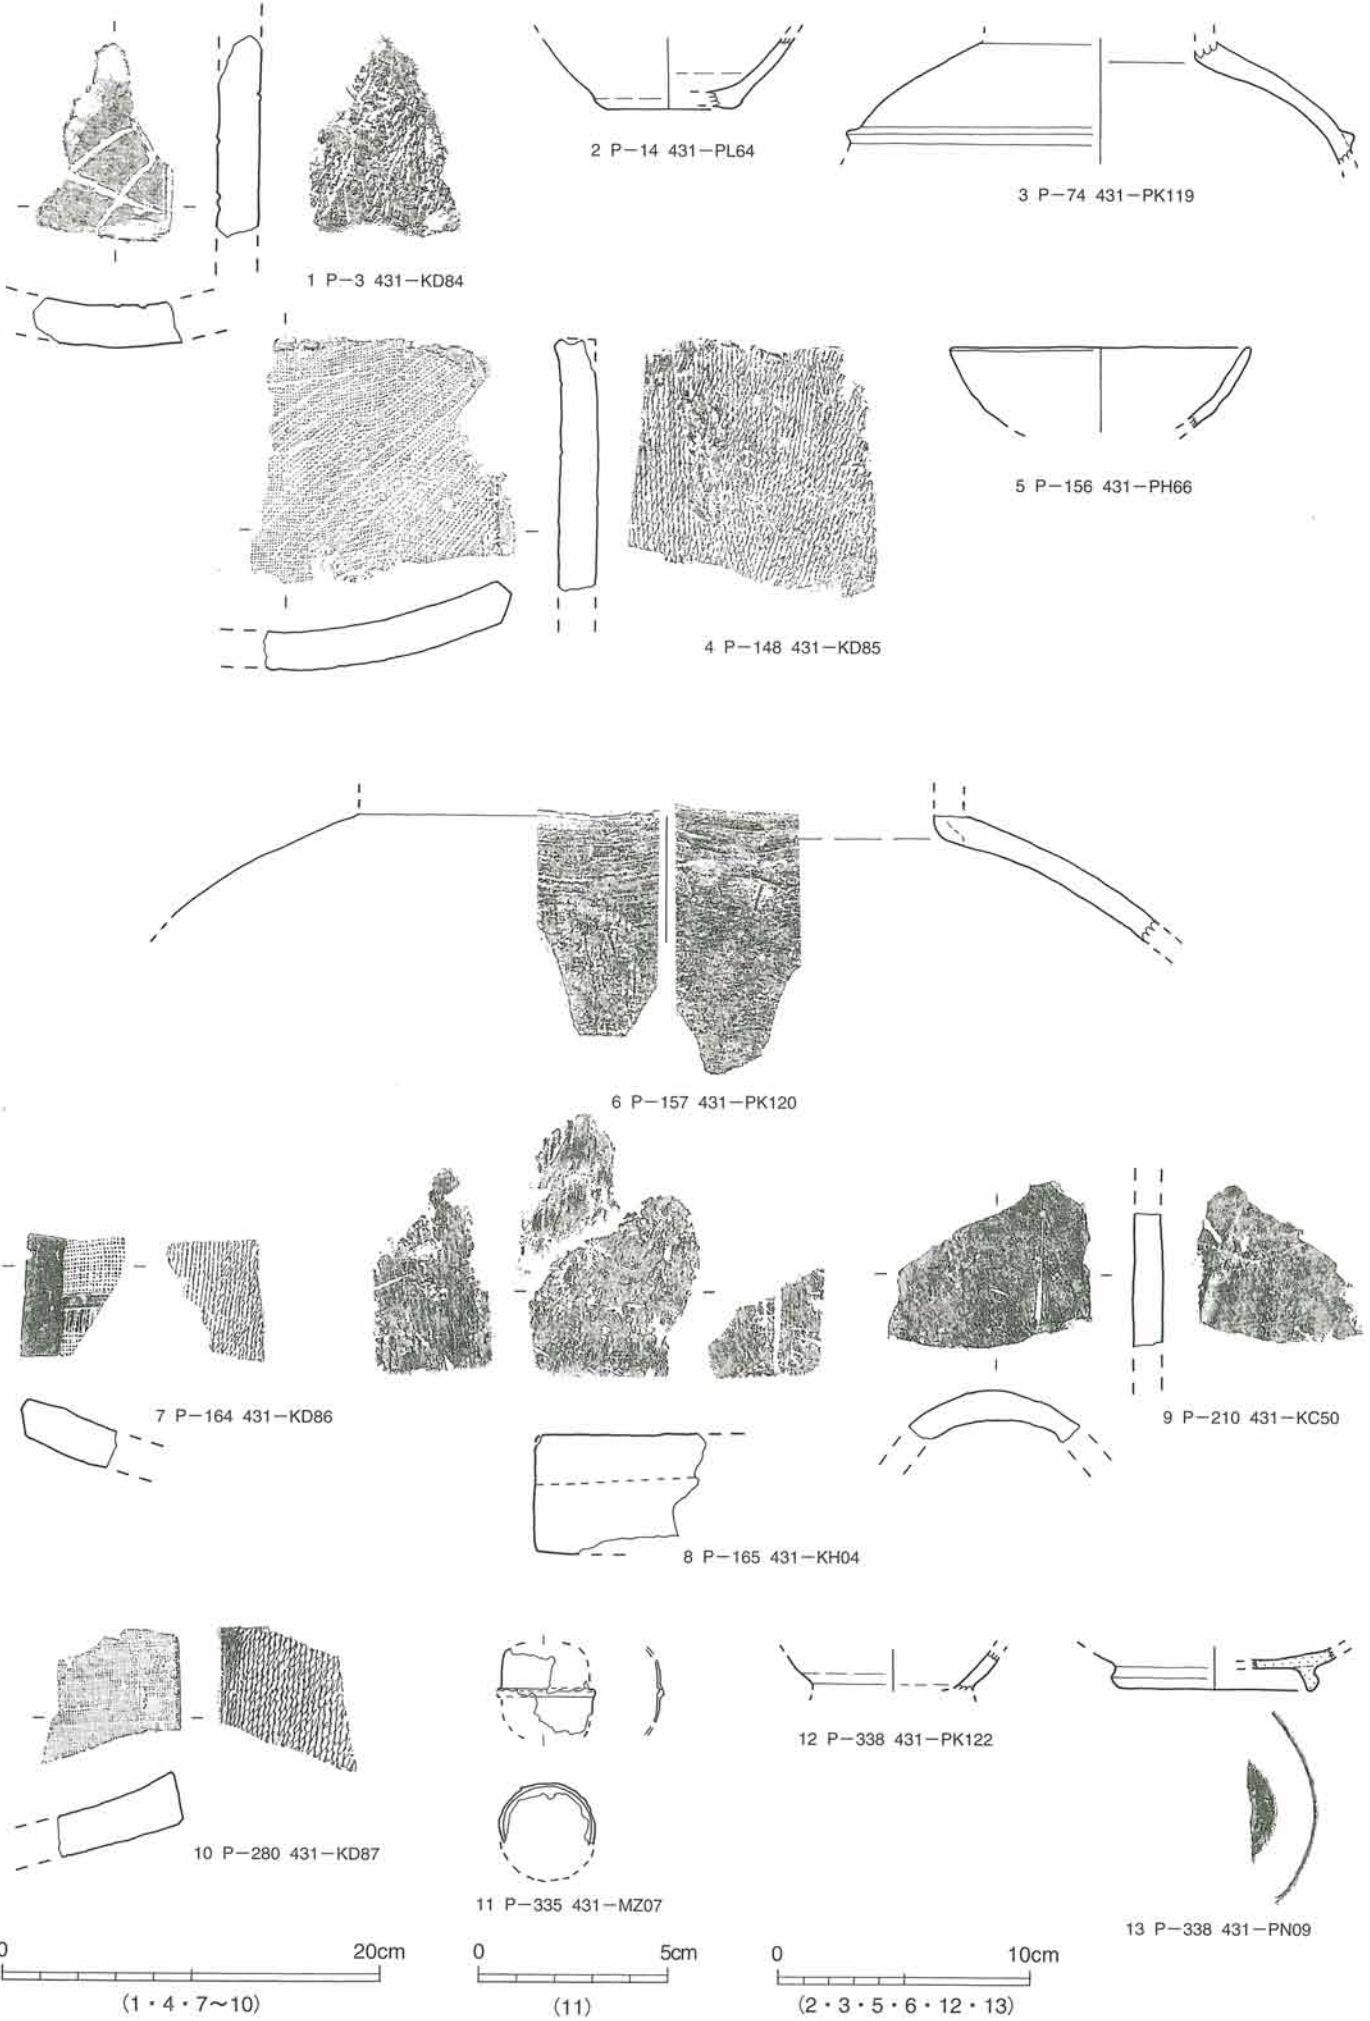 2 P−14 431−PL64
3 P−74 431−PK119
1 P−3 431−KD84
5 P−156 431−PH66
4 P−148 431−KD85
6 P−157 431−PK120
7 P−164 431−KD86
9 P−210 431−KC50
8 P−165 431−KH04
12 P−338 431−PK122
10 P−280 431−KD87
11 P−335 431−MZ07
13 P−338 431−PN09
0 20cm
(1・4・7〜10)
0 5cm
(11)
0 10cm
(2・3・5・6・12・13)